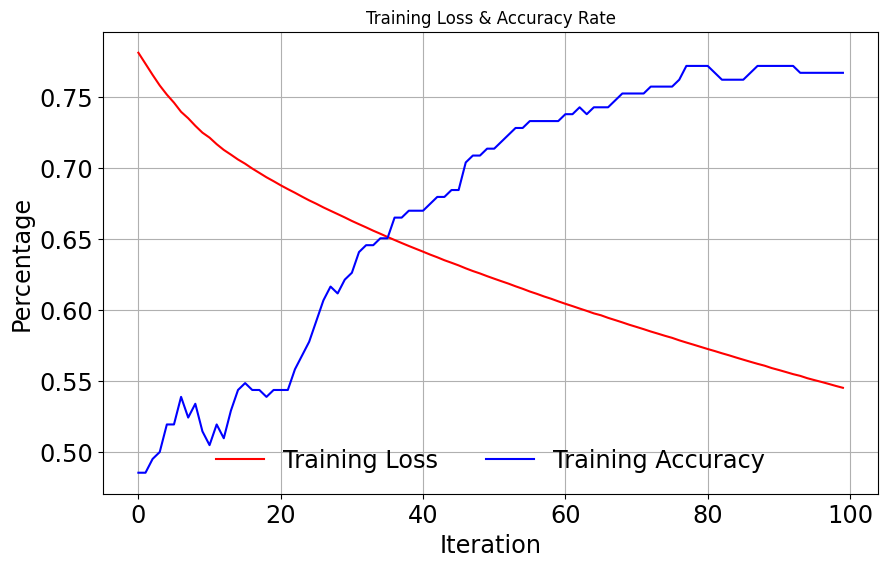 Training Loss & Accuracy Rate
0.75
0.70
0.65
0.60
0.55
0.50
Percentage
Training Loss
Training Accuracy
0 20 40 60 80 100
Iteration